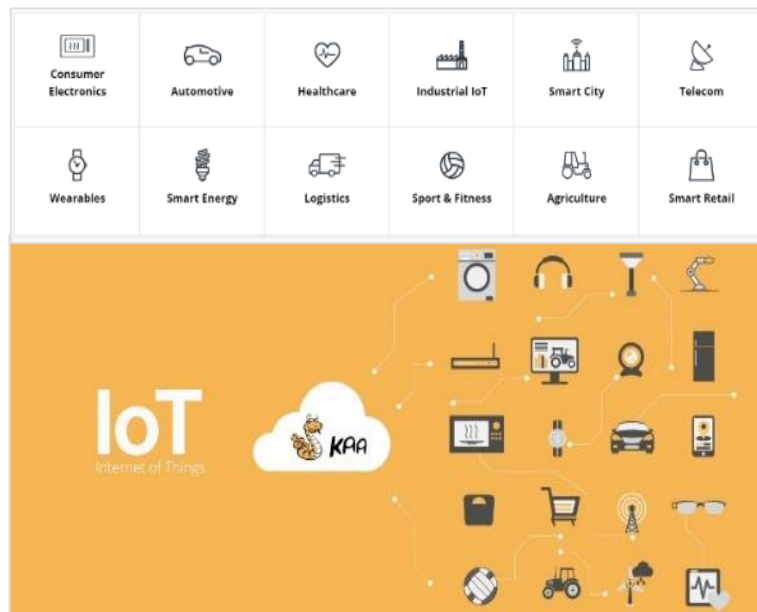 Consumer
Electronics
Automotive
Healthcare
Industrial IoT
Smart City
Telecom
Wearables
Smart Energy
Logistics
Sport & Fitness
Agriculture
Smart Retail
IoT
Internet of Things
KAA